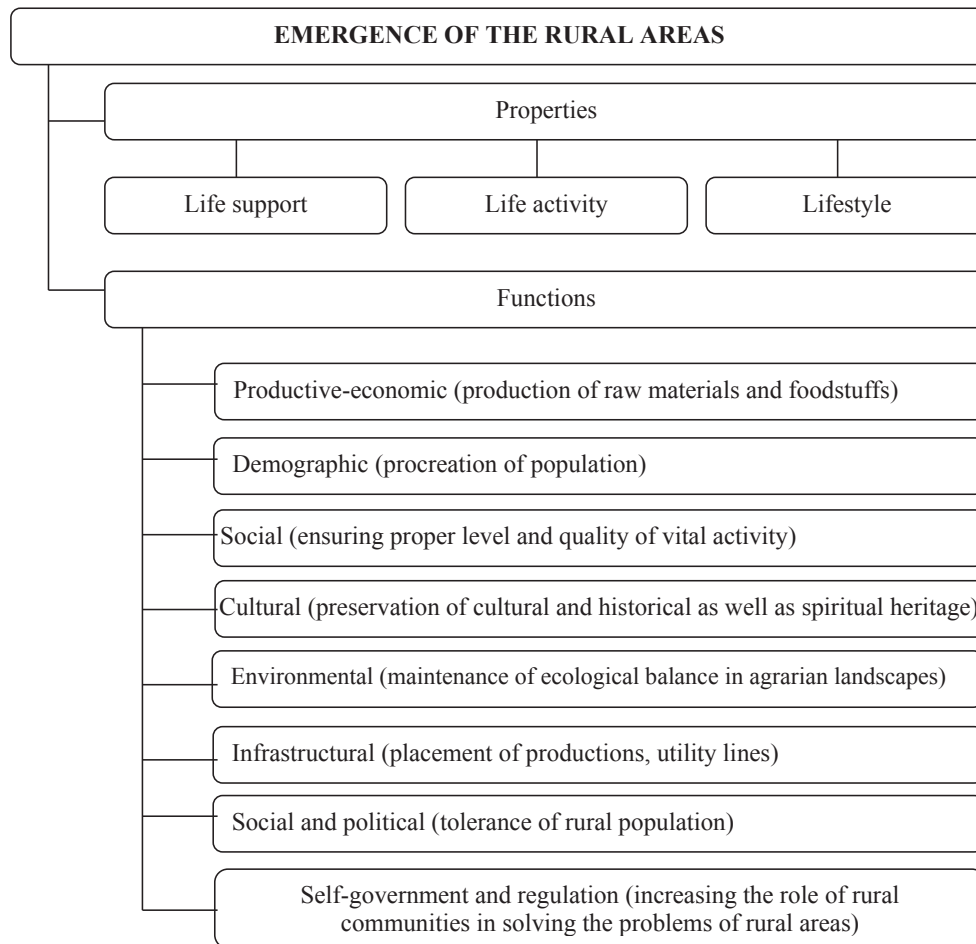 EMERGENCE OF THE RURAL AREAS
Properties
Life support
Life activity
Lifestyle
Functions
Productive-economic (production of raw materials and foodstuffs)
Demographic (procreation of population)
Social (ensuring proper level and quality of vital activity)
Cultural (preservation of cultural and historical as well as spiritual heritage)
Environmental (maintenance of ecological balance in agrarian landscapes)
Infrastructural (placement of productions, utility lines)
Social and political (tolerance of rural population)
Self-government and regulation (increasing the role of rural
communities in solving the problems of rural areas)